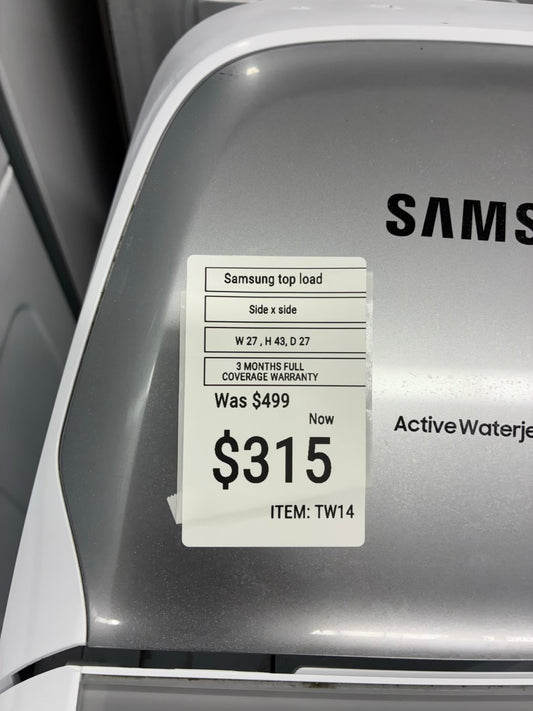 SAMS
Samsung top load
Side x side
W 27 , H 43, D 27
3 MONTHS FULL
COVERAGE WARRANTY
Was $499
Now
$315
ITEM: TW14
ActiveWaterje